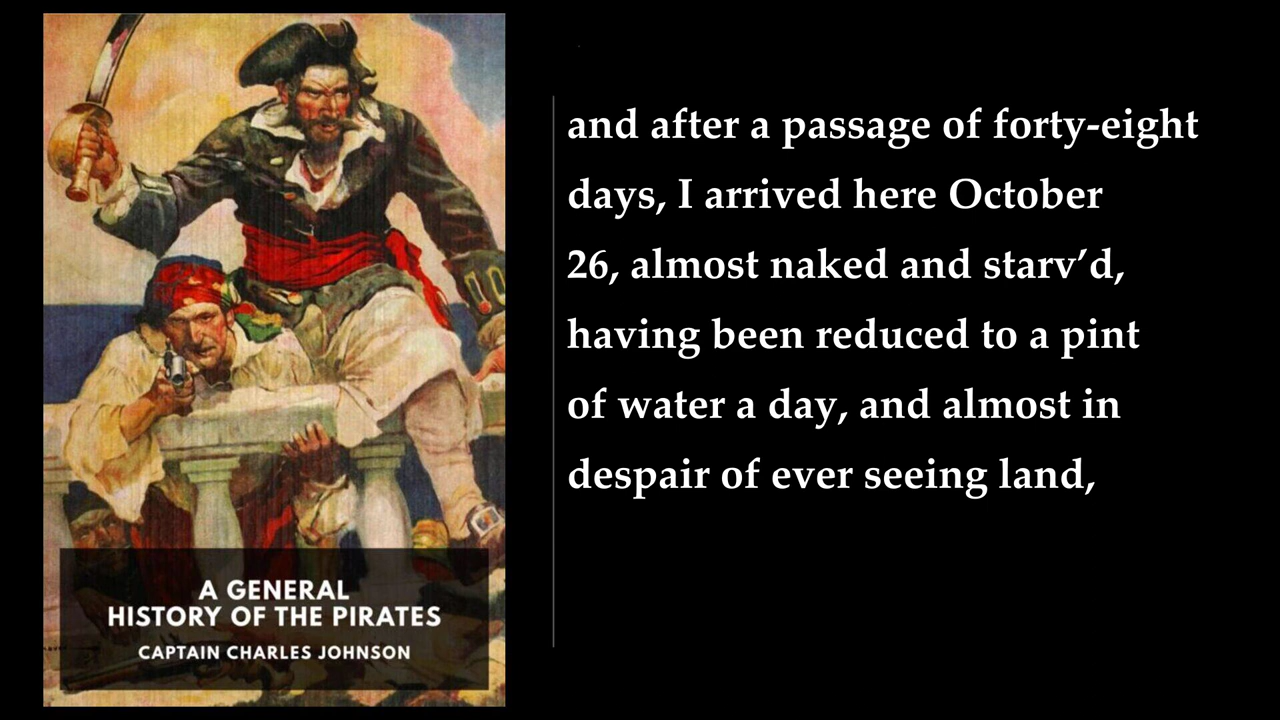 A GENERAL
HISTORY OF THE PIRATES
CAPTAIN CHARLES JOHNSON
and after a passage of forty-eight
days, I arrived here October
26, almost naked and starv’d,
having been reduced to a pint
of water a day, and almost in
despair of ever seeing land,